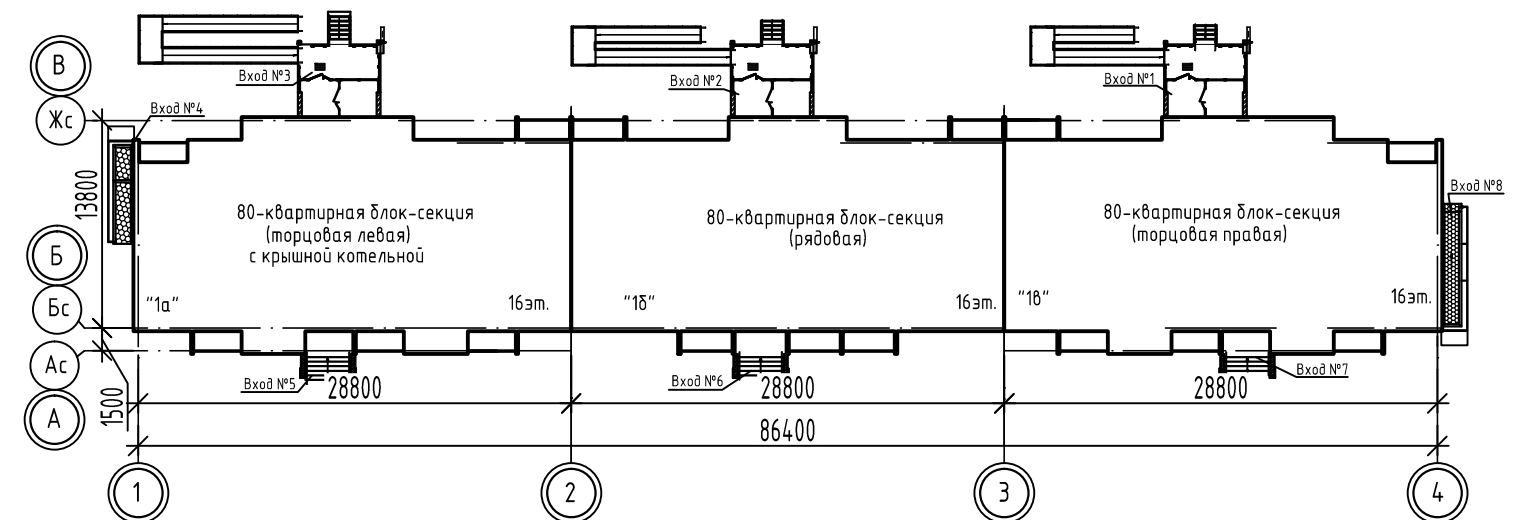 В
Жс
Вход №3
Вход №2
Вход №1
Вход №4
Вход №8
13800
80-квартирная блок-секция
(торцовая левая)
с крышной котельной
80-квартирная блок-секция
(рядовая)
80-квартирная блок-секция
(торцовая правая)
Б
Бс
"1а"
16эт.
"1б"
16эт.
"1в"
16эт.
Ас
А
1500
Вход №5
28800
Вход №6
28800
Вход №7
28800
86400
1
2
3
4